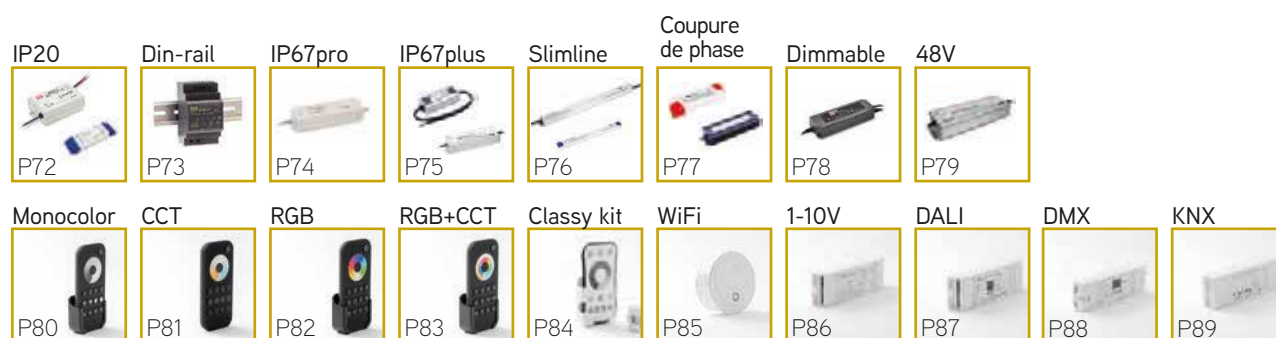 IP20
Din-rail
IP67pro
IP67plus
Slimline
Coupure
de phase
Dimmable
48V
P72
P73
P74
P75
P76
P77
P78
P79
Monocolor
CCT
RGB
RGB+CCT
Classy kit
WiFi
1-10V
DALI
DMX
KNX
P80
P81
P82
P83
P84
P85
P86
P87
P88
P89